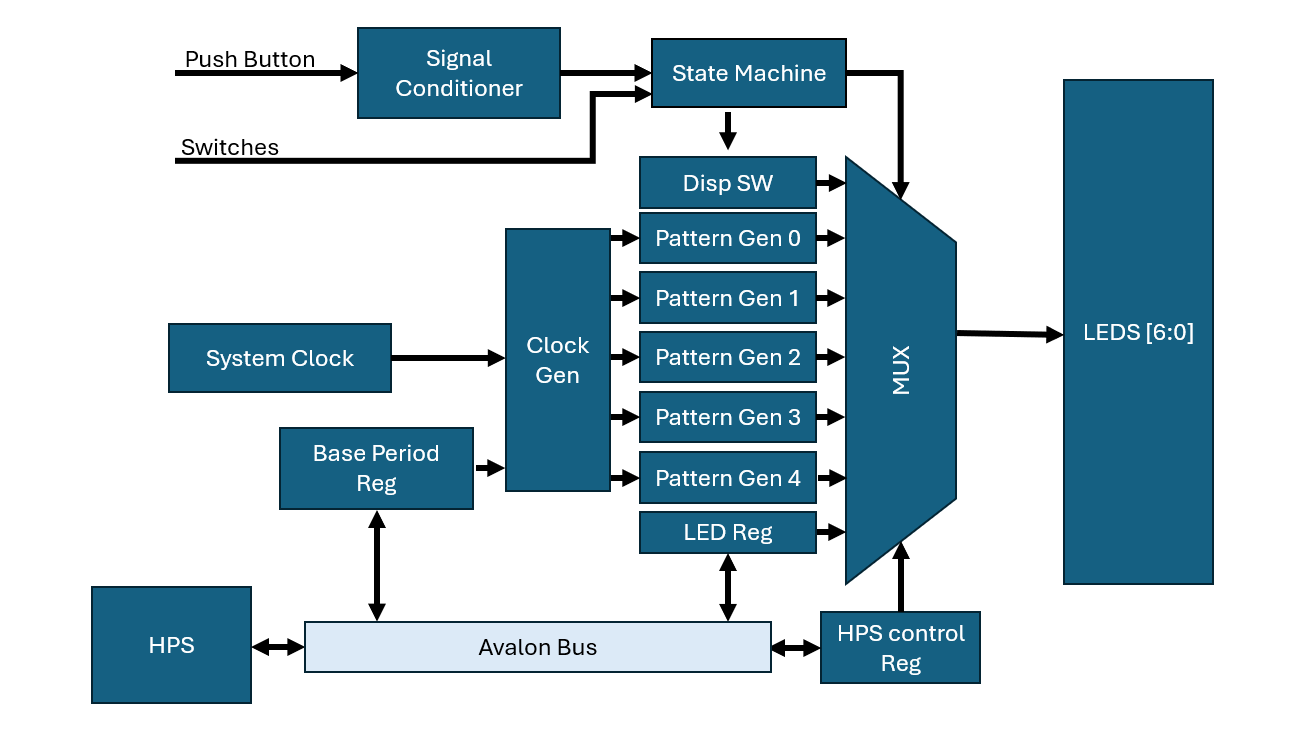 Push Button
Signal
Conditioner
State Machine
Switches
Disp SW
Pattern Gen 0
Pattern Gen 1
Clock
Gen
System Clock
Pattern Gen 2
MUX
LEDS [6:0]
Pattern Gen 3
Base Period
Reg
Pattern Gen 4
LED Reg
HPS
Avalon Bus
HPS control
Reg